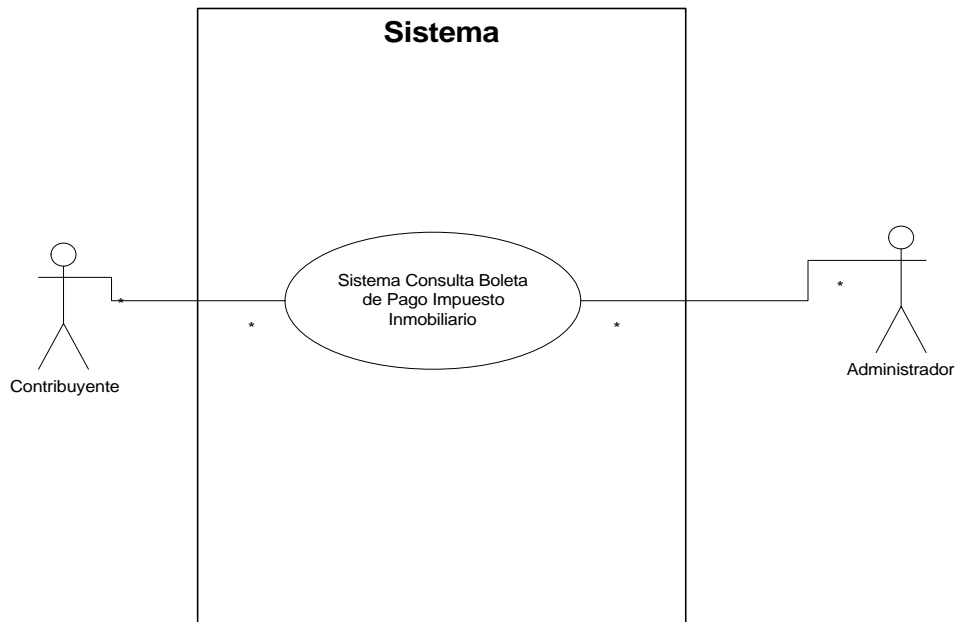 Sistema
Sistema Consulta Boleta
de Pago Impuesto
Inmobiliario
*
*
*
*
Contribuyente
Administrador